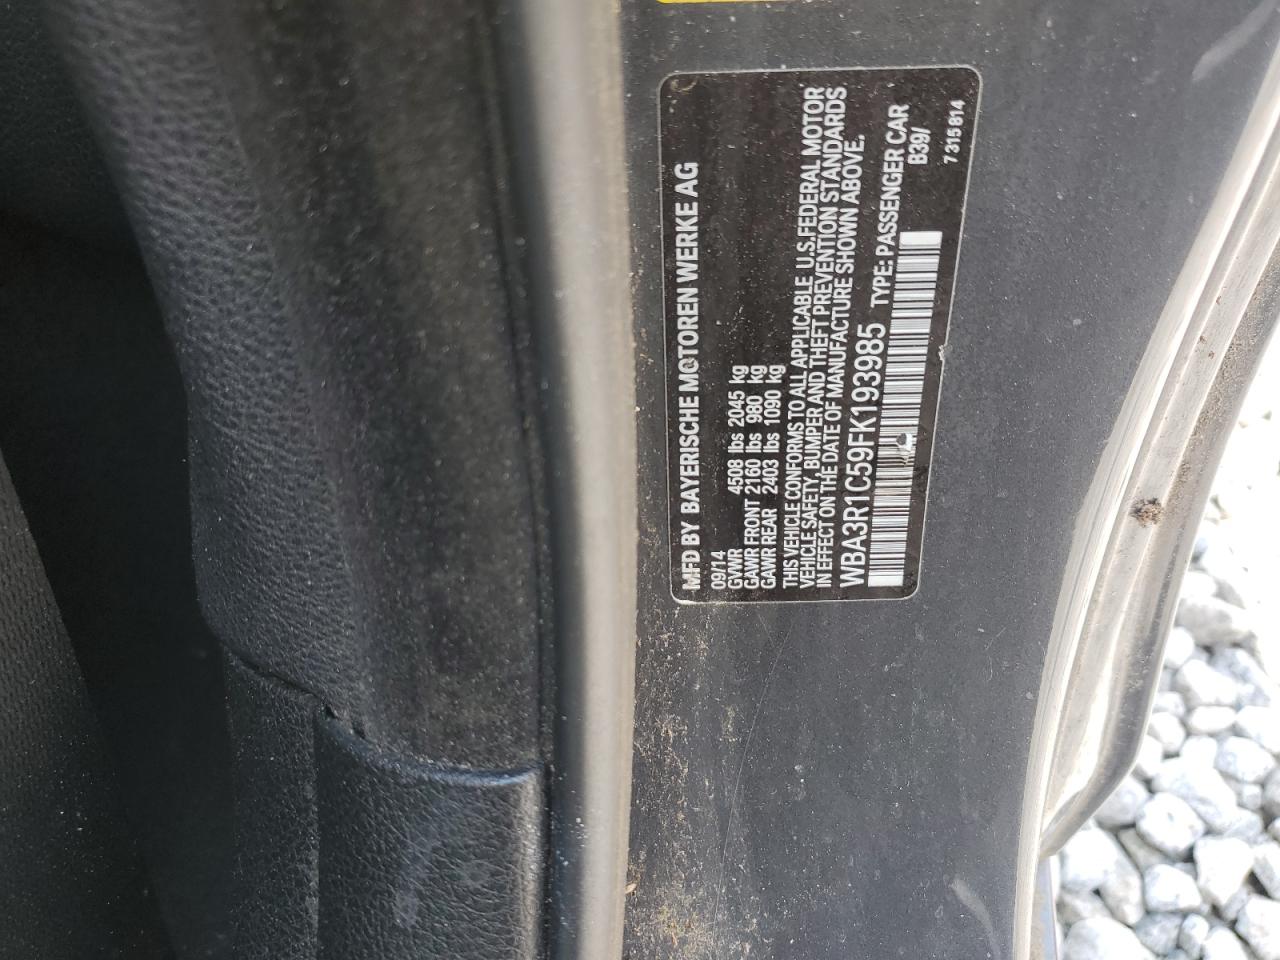 MFD BY BAYERISCHE MOTOREN WERKE AG
09/14
GVWR 4508 lbs 2045 kg
GAWR FRONT 2160 lbs 980 kg
GAWR REAR 2403 lbs 1090 kg
THIS VEHICLE CONFORMS TO ALL APPLICABLE U.S. FEDERAL MOTOR
VEHICLE SAFETY, BUMPER AND THEFT PREVENTION STANDARDS
IN EFFECT ON THE DATE OF MANUFACTURE SHOWN ABOVE.
WBA3R1C59FK193985 TYPE: PASSENGER CAR
B39/
7 315 814